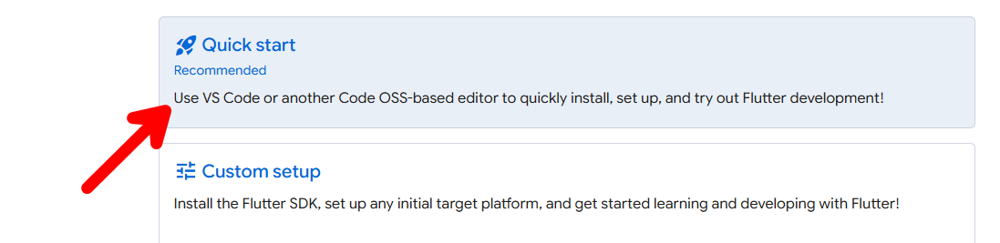 Quick start
Recommended
Use VS Code or another Code OSS-based editor to quickly install, set up, and try out Flutter development!
Custom setup
Install the Flutter SDK, set up any initial target platform, and get started learning and developing with Flutter!